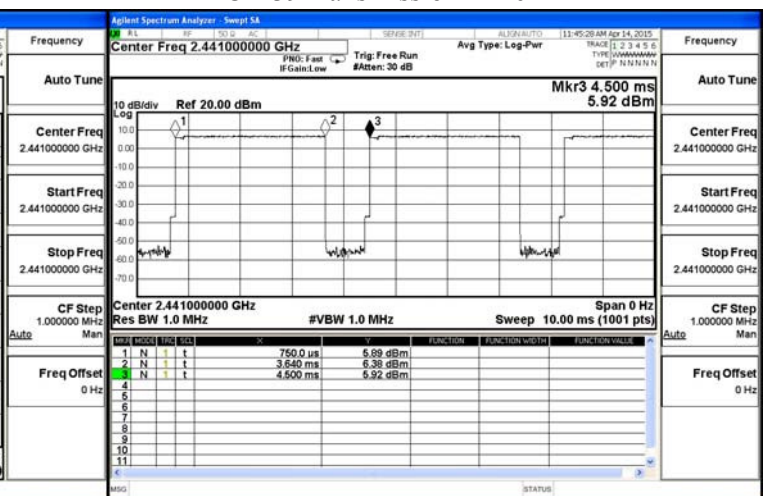 Agilent Spectrum Analyzer - Swept SA
RL RF 50 Ω AC SENSE:INT ALIGNAUTO 11:45:28 AM Apr 14, 2015
Center Freq 2.441000000 GHz
PNO: Fast
IFGain:Low
Trig: Free Run
#Atten: 30 dB
Avg Type: Log-Pwr
TRACE 1 2 3 4 5 6
TYPE
DET P N N N N N
Mkr3 4.500 ms
5.92 dBm
10 dB/div Ref 20.00 dBm
Log
10.0
0.00
-10.0
-20.0
-30.0
-40.0
-50.0
-60.0
-70.0
1
2
3
Center 2.441000000 GHz
Span 0 Hz
Res BW 1.0 MHz
#VBW 1.0 MHz
Sweep 10.00 ms (1001 pts)
MKR MODE TRC SCL X Y FUNCTION FUNCTION WIDTH FUNCTION VALUE
1 N 1 t 750.0 µs 5.89 dBm
2 N 1 t 3.640 ms 6.38 dBm
3 N 1 t 4.500 ms 5.92 dBm
4
5
6
7
8
9
10
11
MSG
STATUS
Frequency
Auto Tune
Center Freq
2.441000000 GHz
Start Freq
2.441000000 GHz
Stop Freq
2.441000000 GHz
CF Step
1.000000 MHz
Auto Man
Freq Offset
0 Hz
Frequency
Auto Tune
Center Freq
2.441000000 GHz
Start Freq
2.441000000 GHz
Stop Freq
2.441000000 GHz
CF Step
1.000000 MHz
Auto Man
Freq Offset
0 Hz